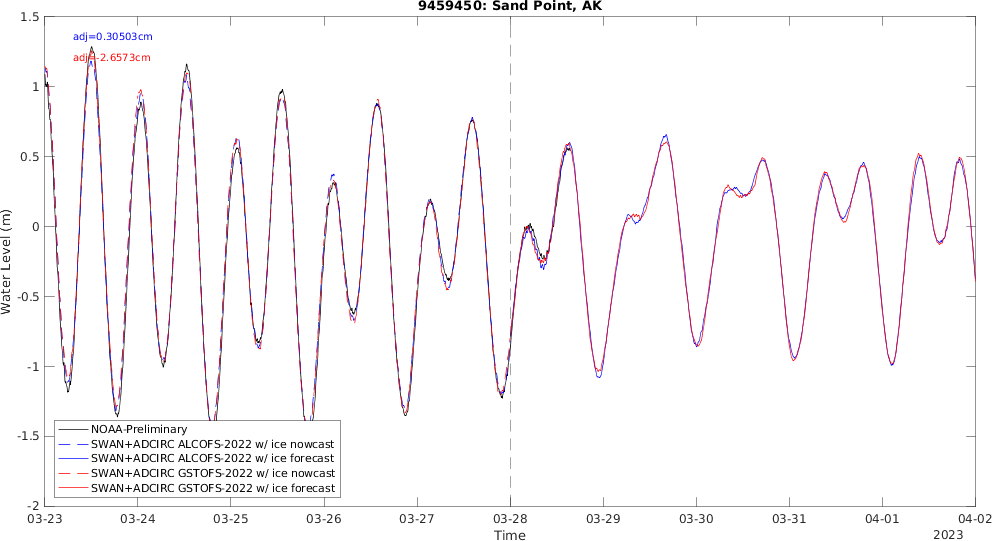 9459450: Sand Point, AK
adj=0.30503cm
adj=-2.6573cm
Water Level (m)
1.5
1
0.5
0
-0.5
-1
-1.5
-2
NOAA-Preliminary
SWAN+ADCIRC ALCOFS-2022 w/ ice nowcast
SWAN+ADCIRC ALCOFS-2022 w/ ice forecast
SWAN+ADCIRC GSTOFS-2022 w/ ice nowcast
SWAN+ADCIRC GSTOFS-2022 w/ ice forecast
03-23 03-24 03-25 03-26 03-27 03-28 03-29 03-30 03-31 04-01 04-02
Time
2023